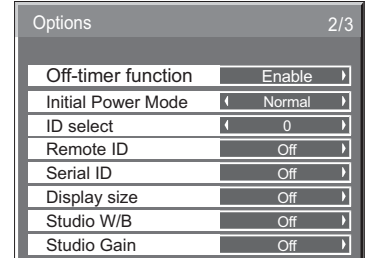 Options 2/3
Off-timer function Enable
Initial Power Mode Normal
ID select 0
Remote ID Off
Serial ID Off
Display size Off
Studio W/B Off
Studio Gain Off